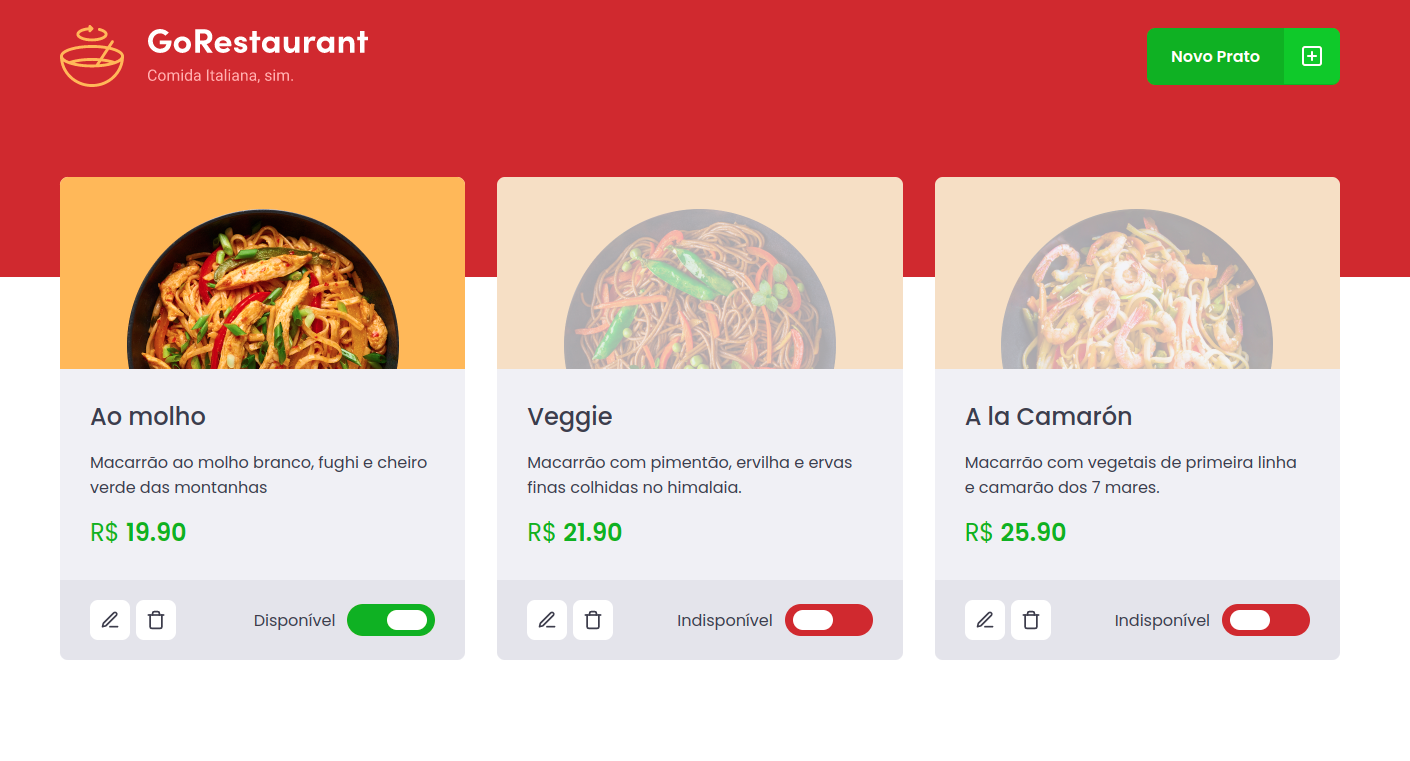 GoRestaurant
Comida Italiana, sim.
Novo Prato
Ao molho
Macarrão ao molho branco, fughi e cheiro
verde das montanhas
R$ 19.90
Disponível
Veggie
Macarrão com pimentão, ervilha e ervas
finas colhidas no himalaia.
R$ 21.90
Indisponível
A la Camarón
Macarrão com vegetais de primeira linha
e camarão dos 7 mares.
R$ 25.90
Indisponível